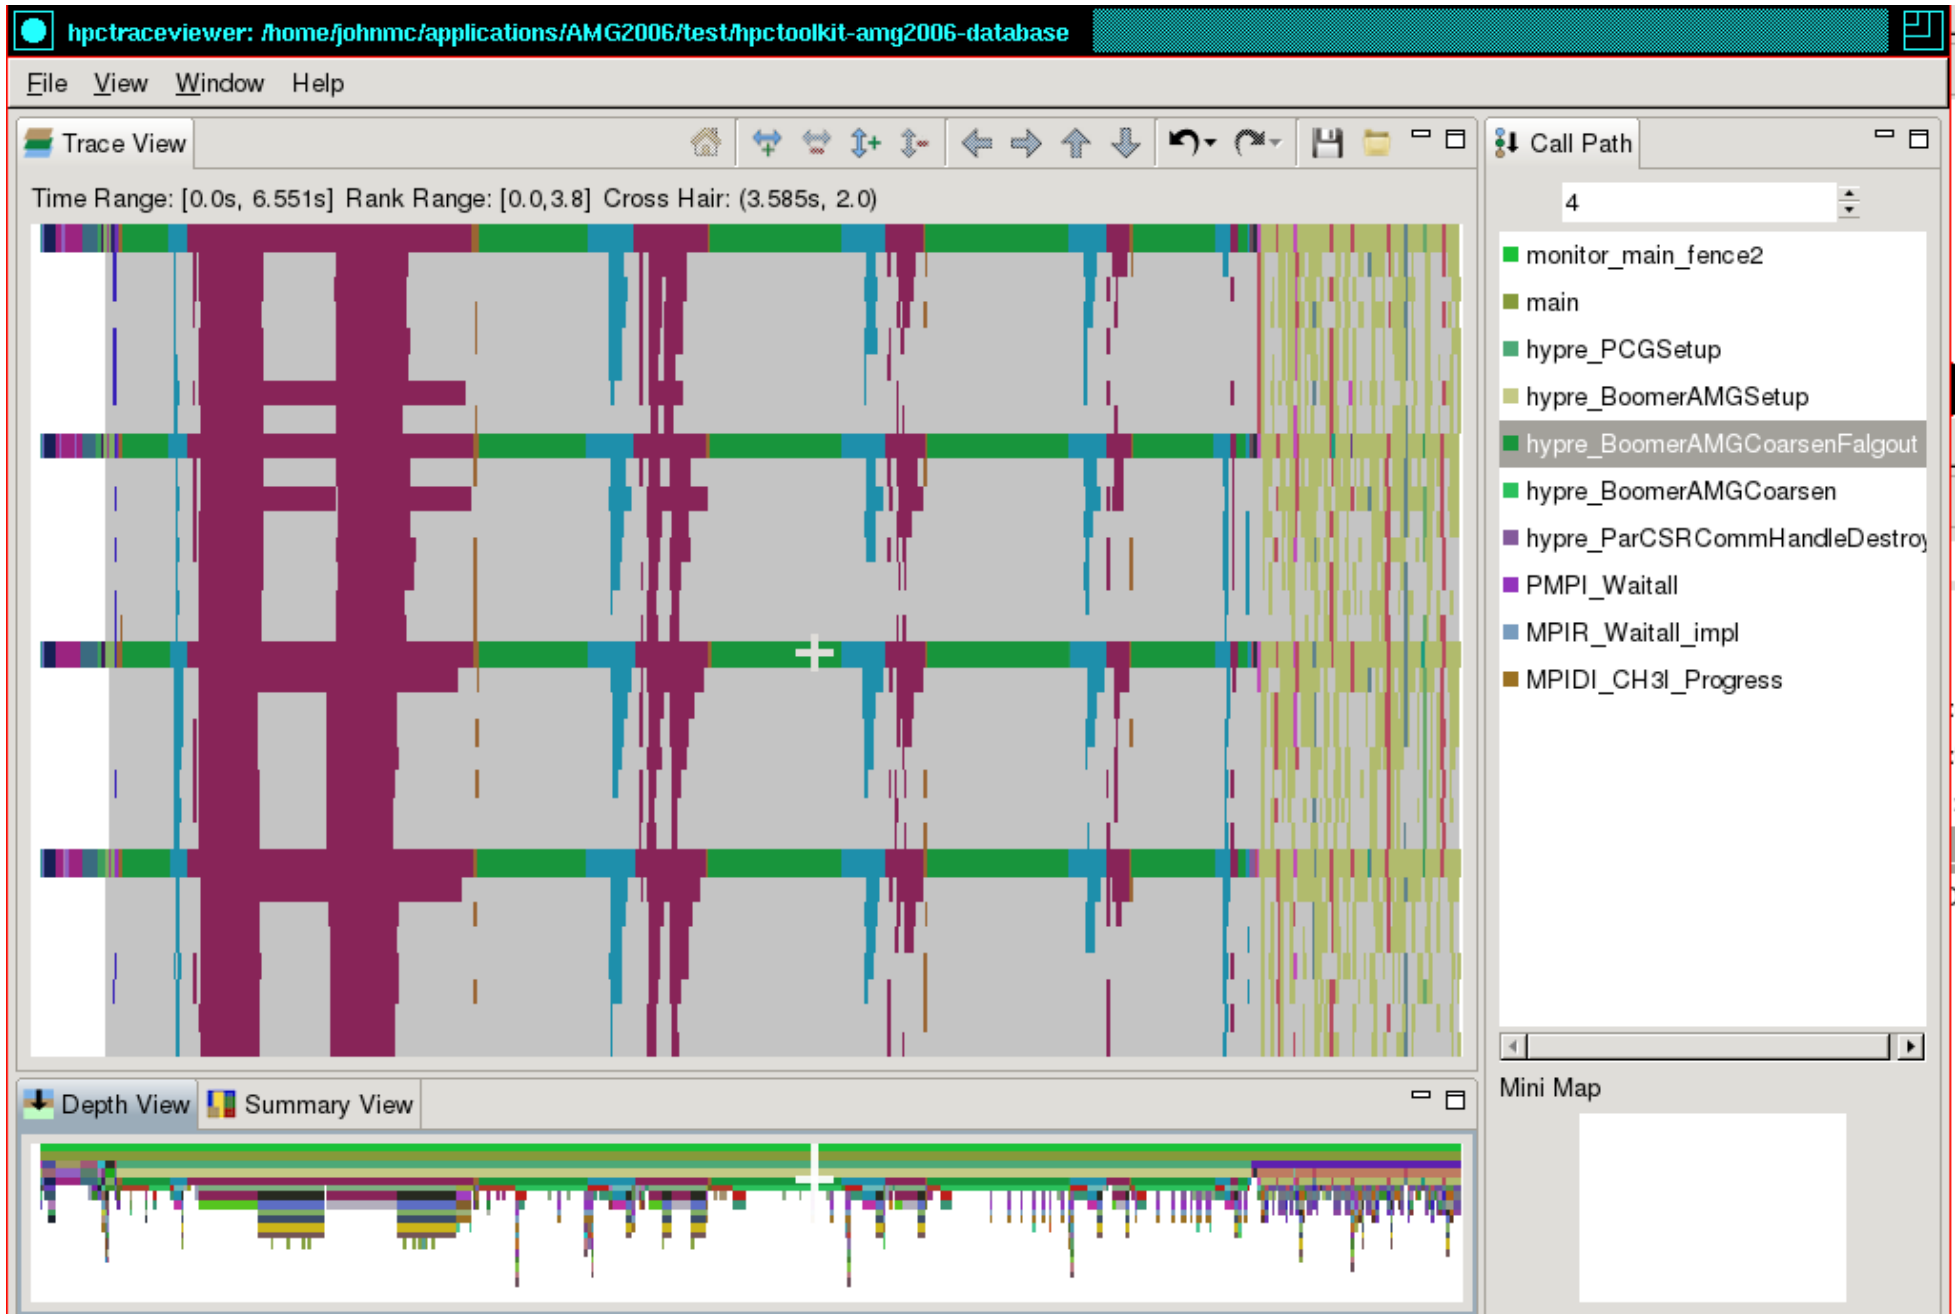 hpctraceviewer: /home/johnmc/applications/AMG2006/test/hpctoolkit-amg2006-database
File View Window Help
Trace View
Time Range: [0.0s, 6.551s] Rank Range: [0.0,3.8] Cross Hair: (3.585s, 2.0)
Call Path
4
monitor_main_fence2
main
hypre_PCGSetup
hypre_BoomerAMGSetup
hypre_BoomerAMGCoarsenFalgout
hypre_BoomerAMGCoarsen
hypre_ParCSRCommHandleDestroy
PMPI_Waitall
MPIR_Waitall_impl
MPIDI_CH3I_Progress
Depth View Summary View
Mini Map